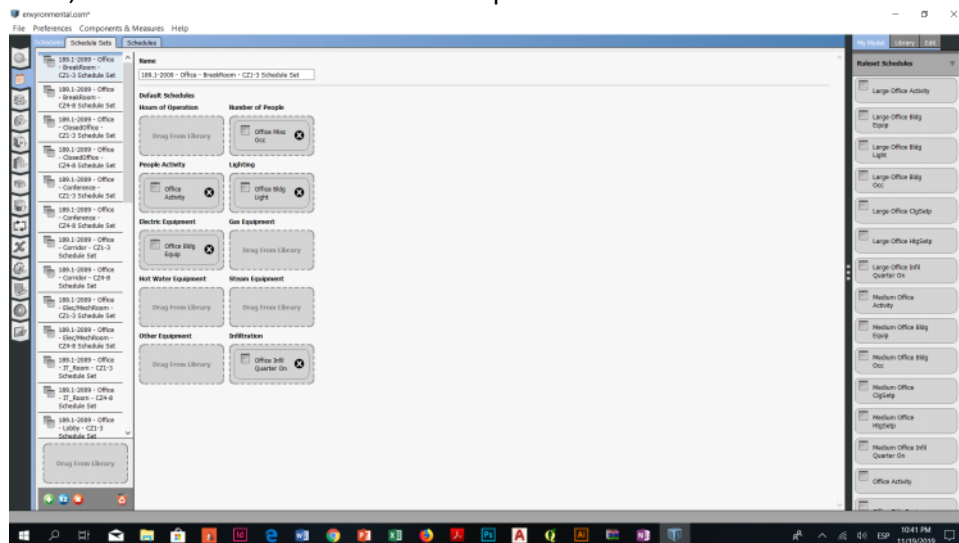 envyronmental.osm*
File Preferences Components & Measures Help
Schedules Schedule Sets Schedules
My Model Library Edit
189.1-2009 - Office
- BreakRoom -
CZ1-3 Schedule Set
189.1-2009 - Office
- BreakRoom -
CZ4-8 Schedule Set
189.1-2009 - Office
- ClosedOffice -
CZ1-3 Schedule Set
189.1-2009 - Office
- ClosedOffice -
CZ4-8 Schedule Set
189.1-2009 - Office
- Conference -
CZ1-3 Schedule Set
189.1-2009 - Office
- Conference -
CZ4-8 Schedule Set
189.1-2009 - Office
- Corridor - CZ1-3
Schedule Set
189.1-2009 - Office
- Corridor - CZ4-8
Schedule Set
189.1-2009 - Office
- Elec/MechRoom -
CZ1-3 Schedule Set
189.1-2009 - Office
- Elec/MechRoom -
CZ4-8 Schedule Set
189.1-2009 - Office
- IT_Room - CZ1-3
Schedule Set
189.1-2009 - Office
- IT_Room - CZ4-8
Schedule Set
189.1-2009 - Office
- Lobby - CZ1-3
Schedule Set
Drag From Library
Name
189.1-2009 - Office - BreakRoom - CZ1-3 Schedule Set
Default Schedules
Hours of Operation Number of People
Drag From Library
Office Misc
Occ
People Activity Lighting
Office
Activity
Office Bldg
Light
Electric Equipment Gas Equipment
Office Bldg
Equip
Drag From Library
Hot Water Equipment Steam Equipment
Drag From Library Drag From Library
Other Equipment Infiltration
Drag From Library
Office Infil
Quarter On
Ruleset Schedules
Large Office Activity
Large Office Bldg
Equip
Large Office Bldg
Light
Large Office Bldg
Occ
Large Office ClgSetp
Large Office HtgSetp
Large Office Infil
Quarter On
Medium Office
Activity
Medium Office Bldg
Equip
Medium Office Bldg
Occ
Medium Office
ClgSetp
Medium Office
HtgSetp
Medium Office Infil
Quarter On
Office Activity
ESP
10:41 PM
11/19/2019